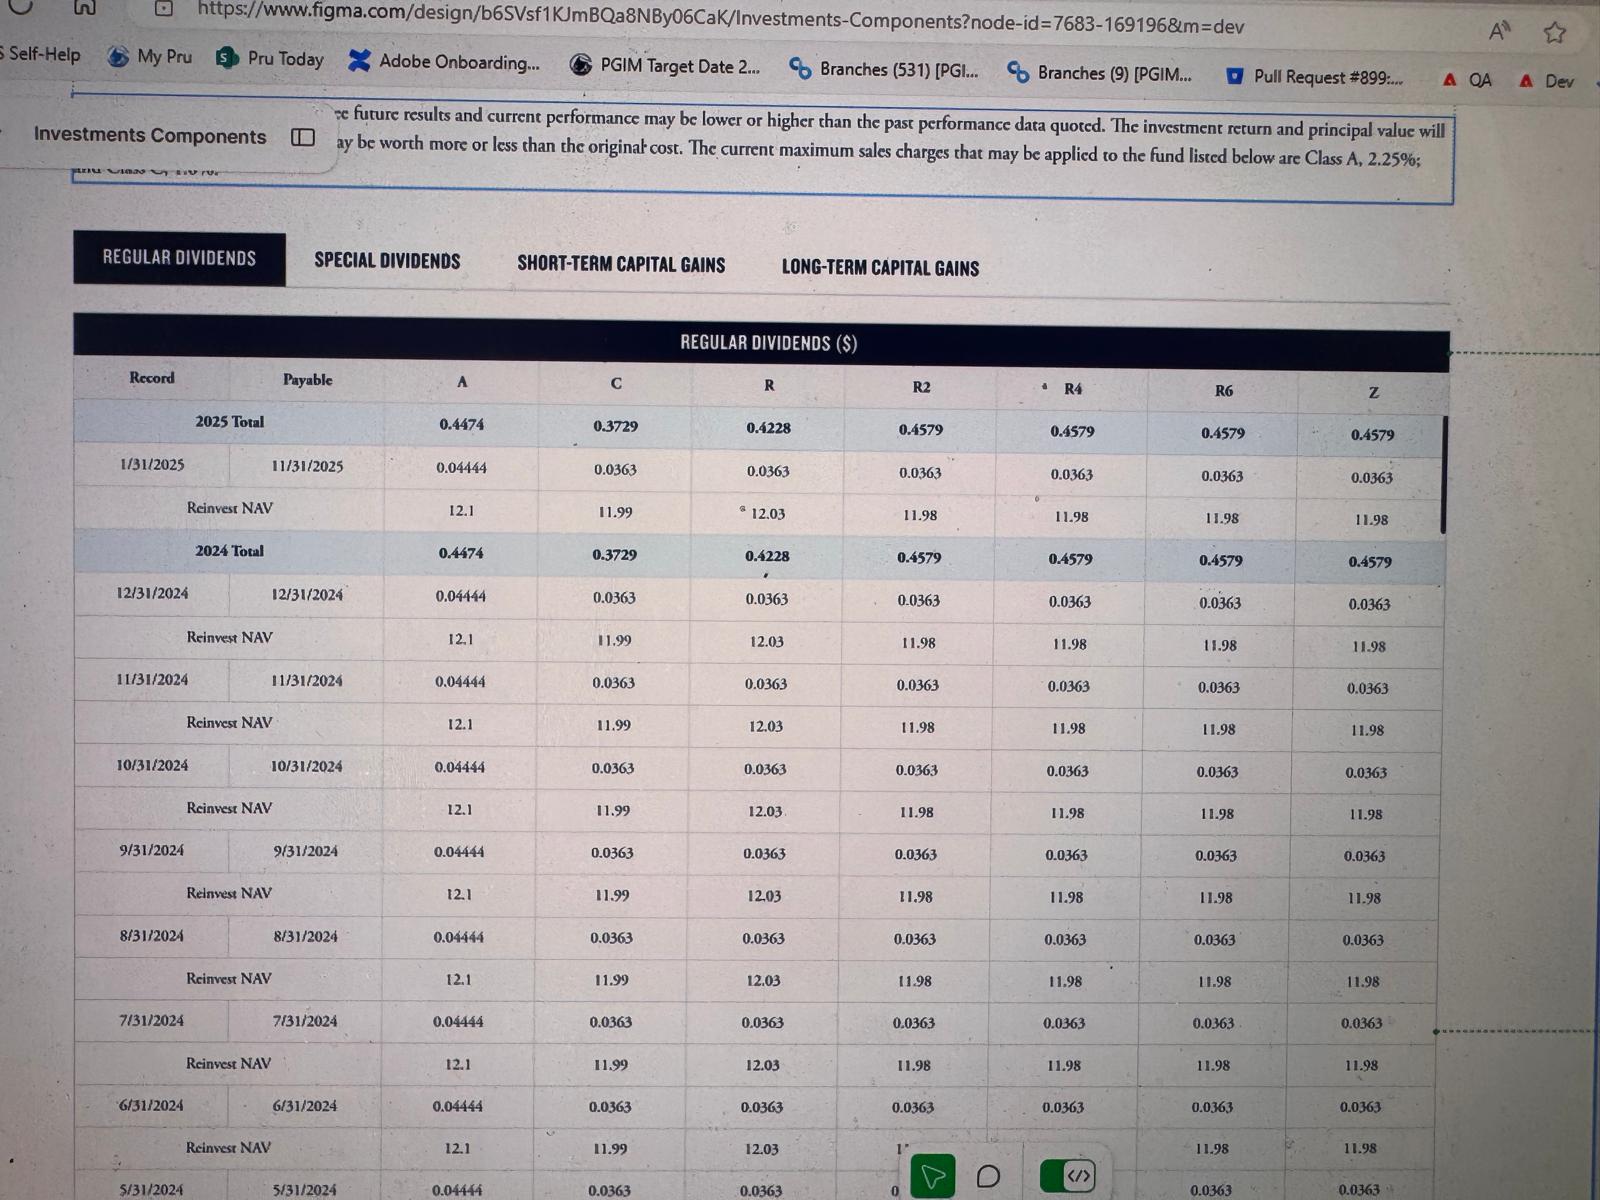 https://www.figma.com/design/b6SVsf1KJmBQa8NBy06CaK/Investments-Components?node-id=7683-169196&m=dev
Self-Help My Pru Pru Today Adobe Onboarding... PGIM Target Date 2... Branches (531) [PGI... Branches (9) [PGIM... Pull Request #899:... QA Dev
future results and current performance may be lower or higher than the past performance data quoted. The investment return and principal value will
Investments Components
ay be worth more or less than the original cost. The current maximum sales charges that may be applied to the fund listed below are Class A, 2.25%;
REGULAR DIVIDENDS SPECIAL DIVIDENDS SHORT-TERM CAPITAL GAINS LONG-TERM CAPITAL GAINS
REGULAR DIVIDENDS ($)
Record Payable A C R R2 R4 R6 Z
2025 Total 0.4474 0.3729 0.4228 0.4579 0.4579 0.4579 0.4579
1/31/2025 11/31/2025 0.04444 0.0363 0.0363 0.0363 0.0363 0.0363 0.0363
Reinvest NAV 12.1 11.99 12.03 11.98 11.98 11.98 11.98
2024 Total 0.4474 0.3729 0.4228 0.4579 0.4579 0.4579 0.4579
12/31/2024 12/31/2024 0.04444 0.0363 0.0363 0.0363 0.0363 0.0363 0.0363
Reinvest NAV 12.1 11.99 12.03 11.98 11.98 11.98 11.98
11/31/2024 11/31/2024 0.04444 0.0363 0.0363 0.0363 0.0363 0.0363 0.0363
Reinvest NAV 12.1 11.99 12.03 11.98 11.98 11.98 11.98
10/31/2024 10/31/2024 0.04444 0.0363 0.0363 0.0363 0.0363 0.0363 0.0363
Reinvest NAV 12.1 11.99 12.03 11.98 11.98 11.98 11.98
9/31/2024 9/31/2024 0.04444 0.0363 0.0363 0.0363 0.0363 0.0363 0.0363
Reinvest NAV 12.1 11.99 12.03 11.98 11.98 11.98 11.98
8/31/2024 8/31/2024 0.04444 0.0363 0.0363 0.0363 0.0363 0.0363 0.0363
Reinvest NAV 12.1 11.99 12.03 11.98 11.98 11.98 11.98
7/31/2024 7/31/2024 0.04444 0.0363 0.0363 0.0363 0.0363 0.0363 0.0363
Reinvest NAV 12.1 11.99 12.03 11.98 11.98 11.98 11.98
6/31/2024 6/31/2024 0.04444 0.0363 0.0363 0.0363 0.0363 0.0363 0.0363
Reinvest NAV 12.1 11.99 12.03 11.98 11.98
5/31/2024 5/31/2024 0.04444 0.0363 0.0363 0.0363 0.0363